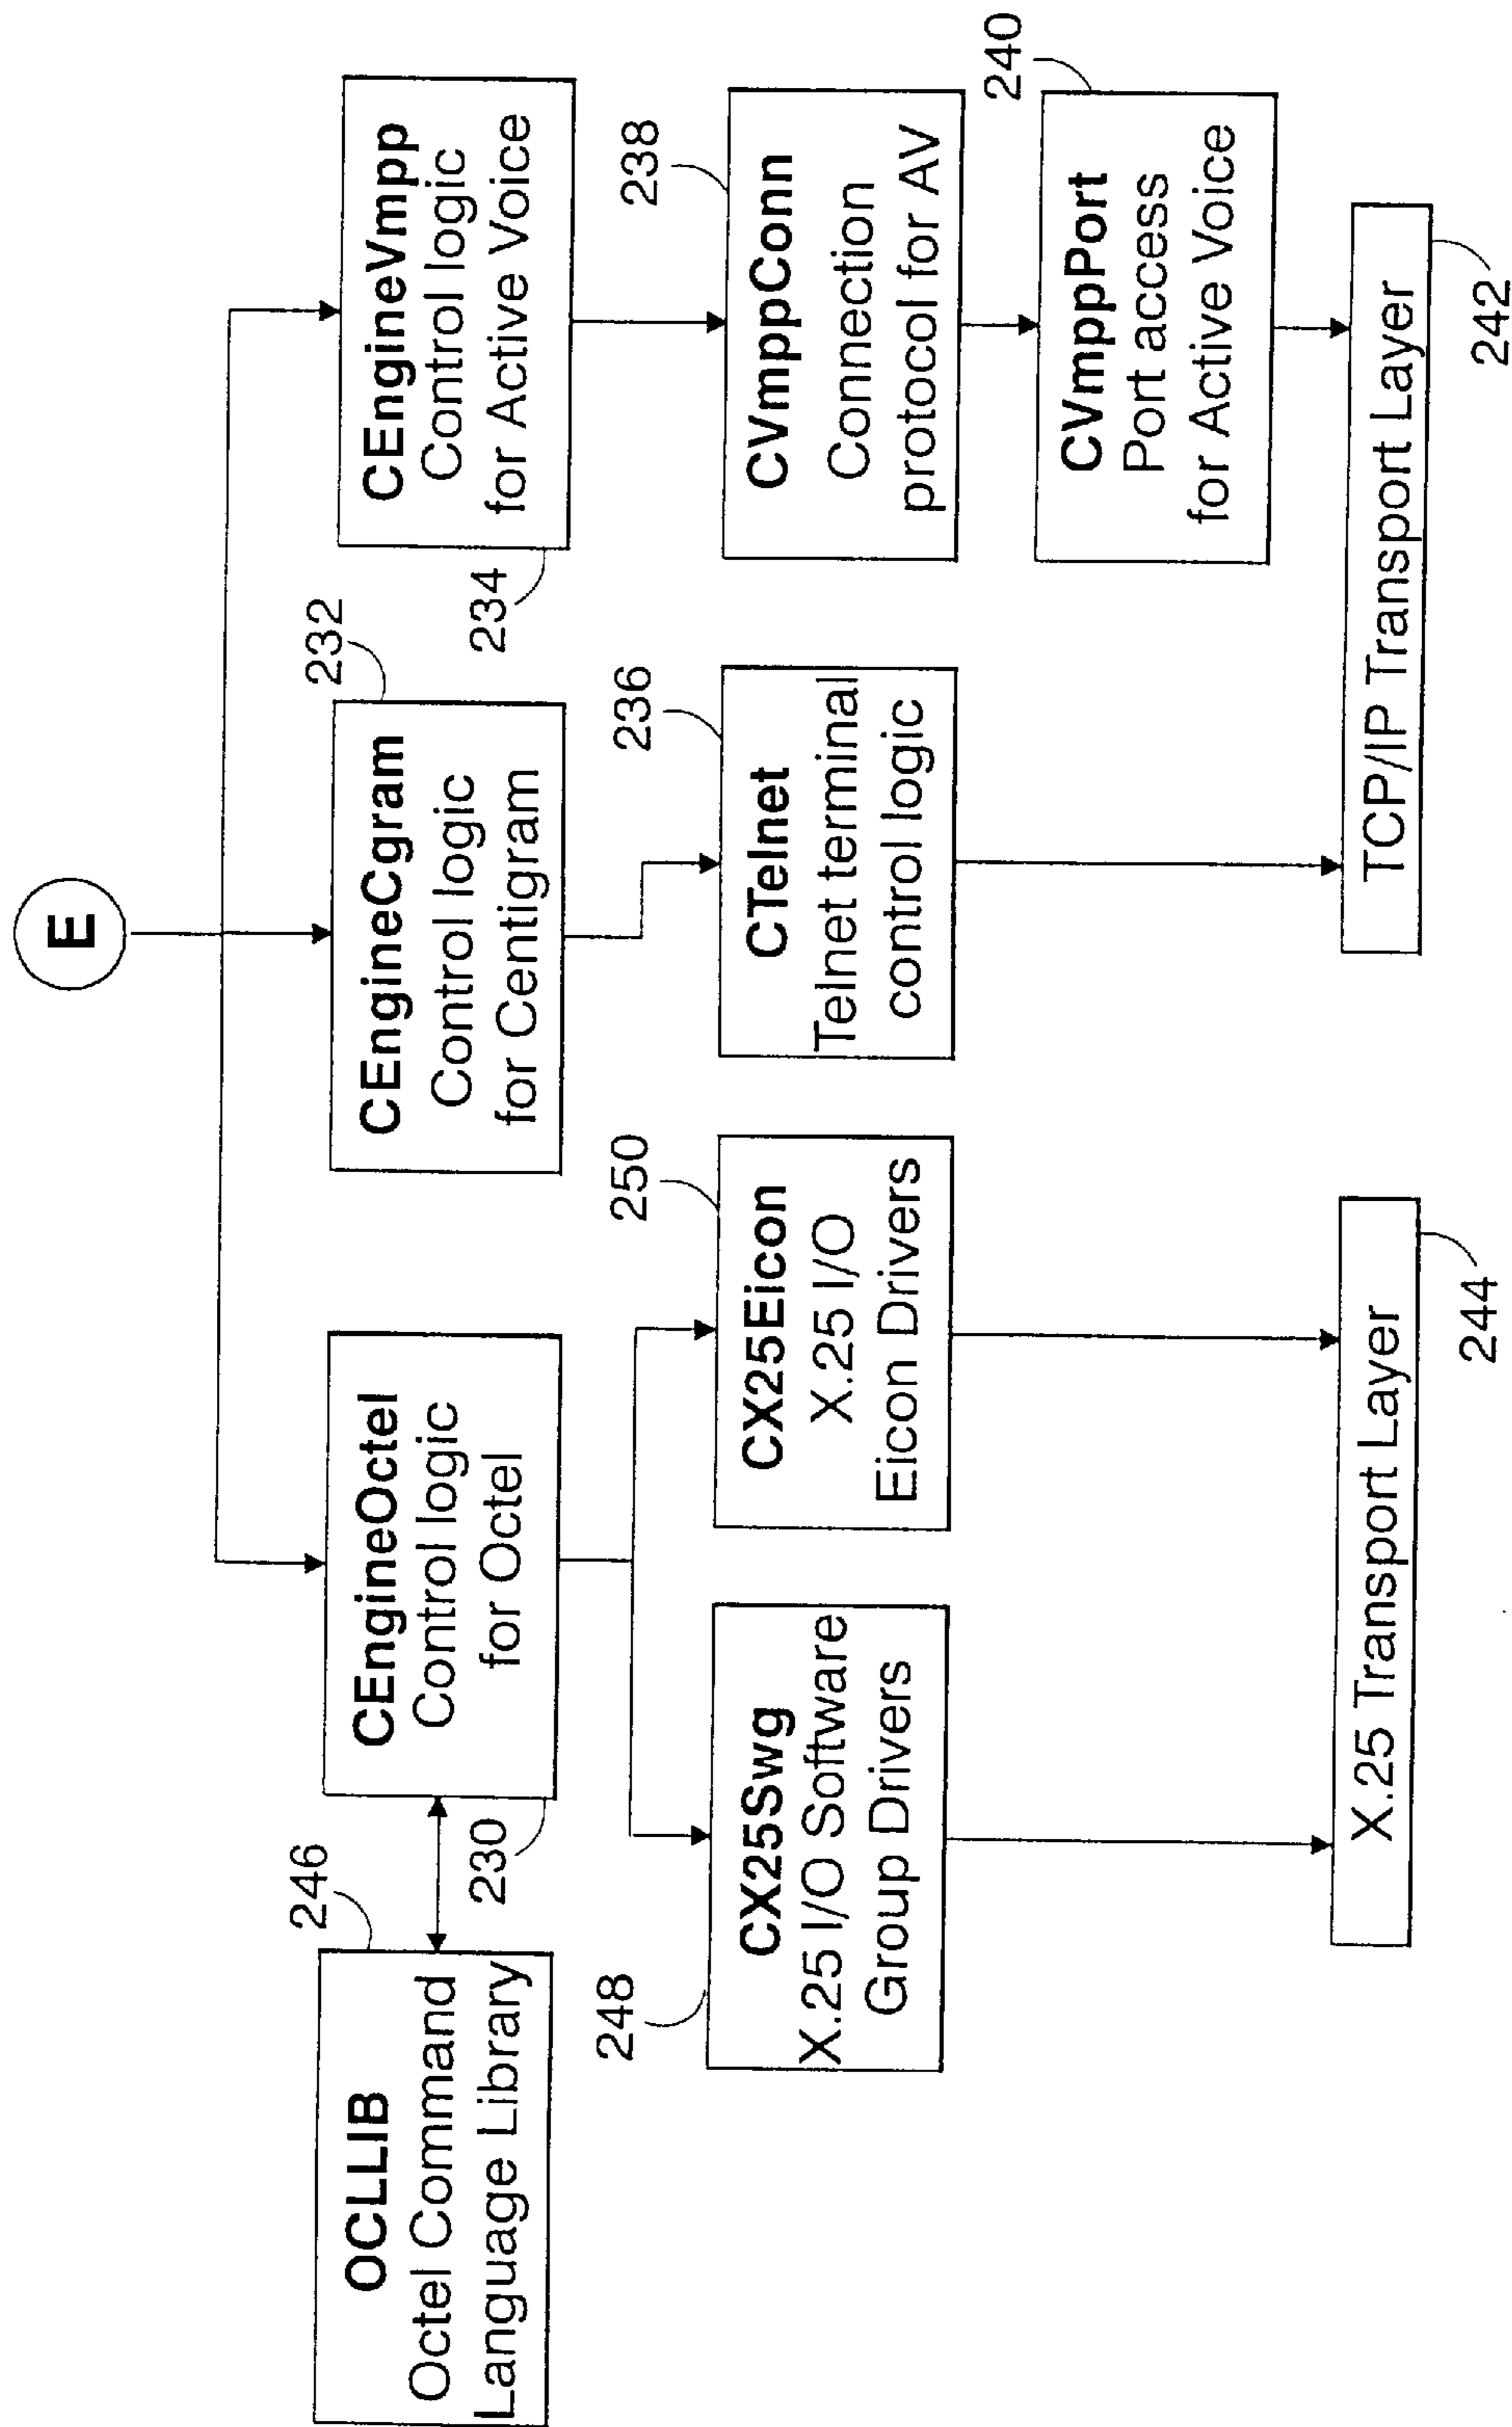 E
246
OCLLIB
Octel Command
Language Library
230
CEngineOctel
Control logic
for Octel
232
CEngineCgram
Control logic
for Centigram
234
CEngineVmpp
Control logic
for Active Voice
248
CX25Swg
X.25 I/O Software
Group Drivers
250
CX25Eicon
X.25 I/O
Eicon Drivers
236
CTelnet
Telnet terminal
control logic
238
CVmppConn
Connection
protocol for AV
240
CVmppPort
Port access
for Active Voice
X.25 Transport Layer
244
TCP/IP Transport Layer
242